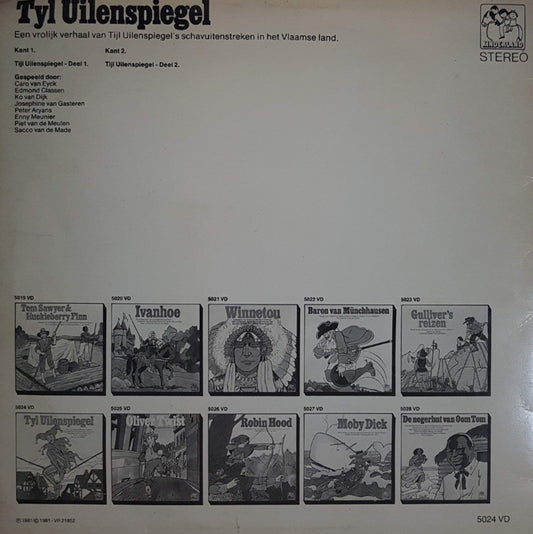 Tyl Uilenspiegel
Een vrolijk verhaal van Tijl Uilenspiegel's schavuitenstreken in het Vlaamse land.
KINDERLAND
STEREO
Kant 1.
Tijl Uilenspiegel - Deel 1.
Kant 2.
Tijl Uilenspiegel - Deel 2.
Gespeeld door:
Caro van Eyck
Edmond Classen
Ko van Dijk
Josephine van Gasteren
Peter Aryans
Enny Meunier
Piet van de Meulen
Sacco van de Made
5019 VD
Tom Sawyer &
Huckleberry Finn
5020 VD
Ivanhoe
5021 VD
Winnetou
5022 VD
Baron van Münchhausen
5023 VD
Gulliver's
reizen
5024 VD
Tyl Uilenspiegel
5025 VD
Oliver Twist
5026 VD
Robin Hood
5027 VD
Moby Dick
5028 VD
De negerhut van Oom Tom
℗ 1981 © 1981 - VP 21852
5024 VD